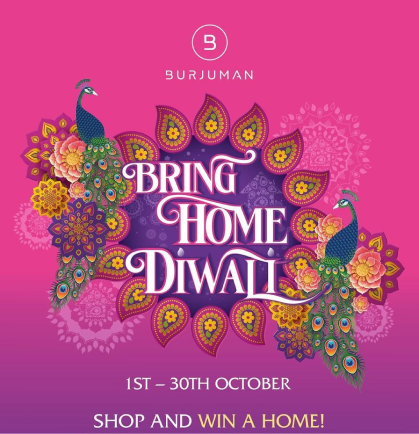 B
BURJUMAN
BRING
HOME
DIWALI
1ST – 30TH OCTOBER
SHOP AND WIN A HOME!